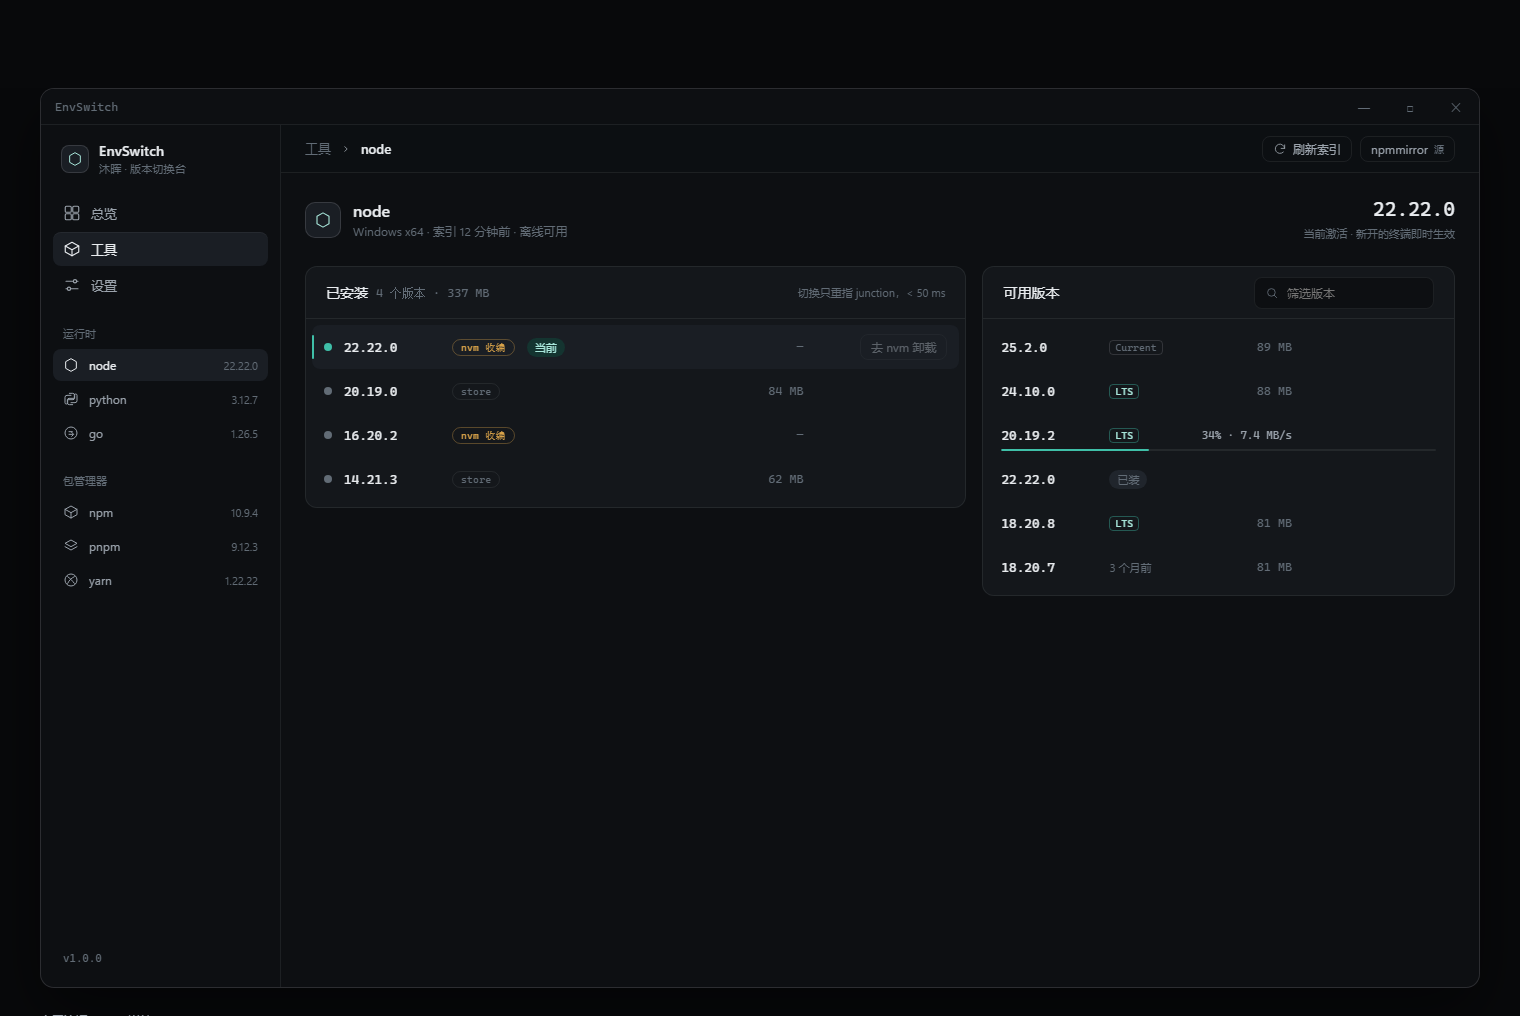 EnvSwitch
EnvSwitch
沐晖 · 版本切换台
总览
工具
设置
运行时
node 22.22.0
python 3.12.7
go 1.26.5
包管理器
npm 10.9.4
pnpm 9.12.3
yarn 1.22.22
v1.0.0
工具 › node
刷新索引
npmmirror 源
node
Windows x64 · 索引 12 分钟前 · 离线可用
22.22.0
当前激活 · 新开的终端即时生效
已安装 4 个版本 · 337 MB
切换只重指 junction，< 50 ms
22.22.0 nvm 收编 当前 — 去 nvm 卸载
20.19.0 store 84 MB
16.20.2 nvm 收编 —
14.21.3 store 62 MB
可用版本
筛选版本
25.2.0 Current 89 MB
24.10.0 LTS 88 MB
20.19.2 LTS 34% · 7.4 MB/s
22.22.0 已装
18.20.8 LTS 81 MB
18.20.7 3 个月前 81 MB